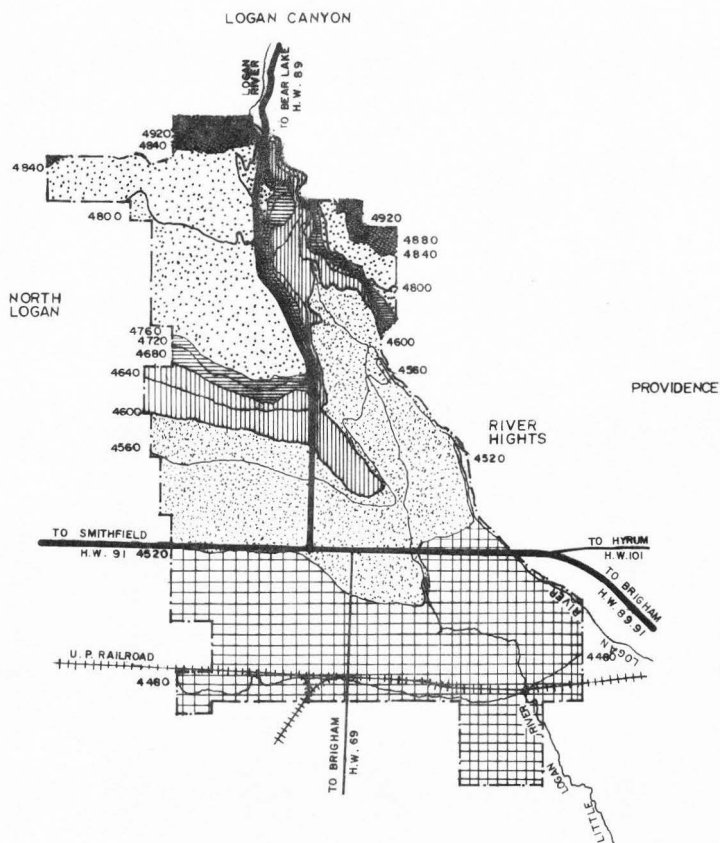 LOGAN CANYON
LOGAN
RIVER
TO BEAR LAKE
H.W. 89
4920
4840
4840
4800
4920
4880
4840
4800
NORTH
LOGAN
4760
4720
4680
4640
4600
4560
4600
4560
PROVIDENCE
RIVER
HIGHTS
4520
TO SMITHFIELD
H.W. 91
4520
TO HYRUM
H.W.101
TO BRIGHAM
H.W. 89.91
RIVER
LOGAN
U.P. RAILROAD
4480
4480
TO BRIGHAM
H.W. 69
RIVER
LOGAN
LITTLE